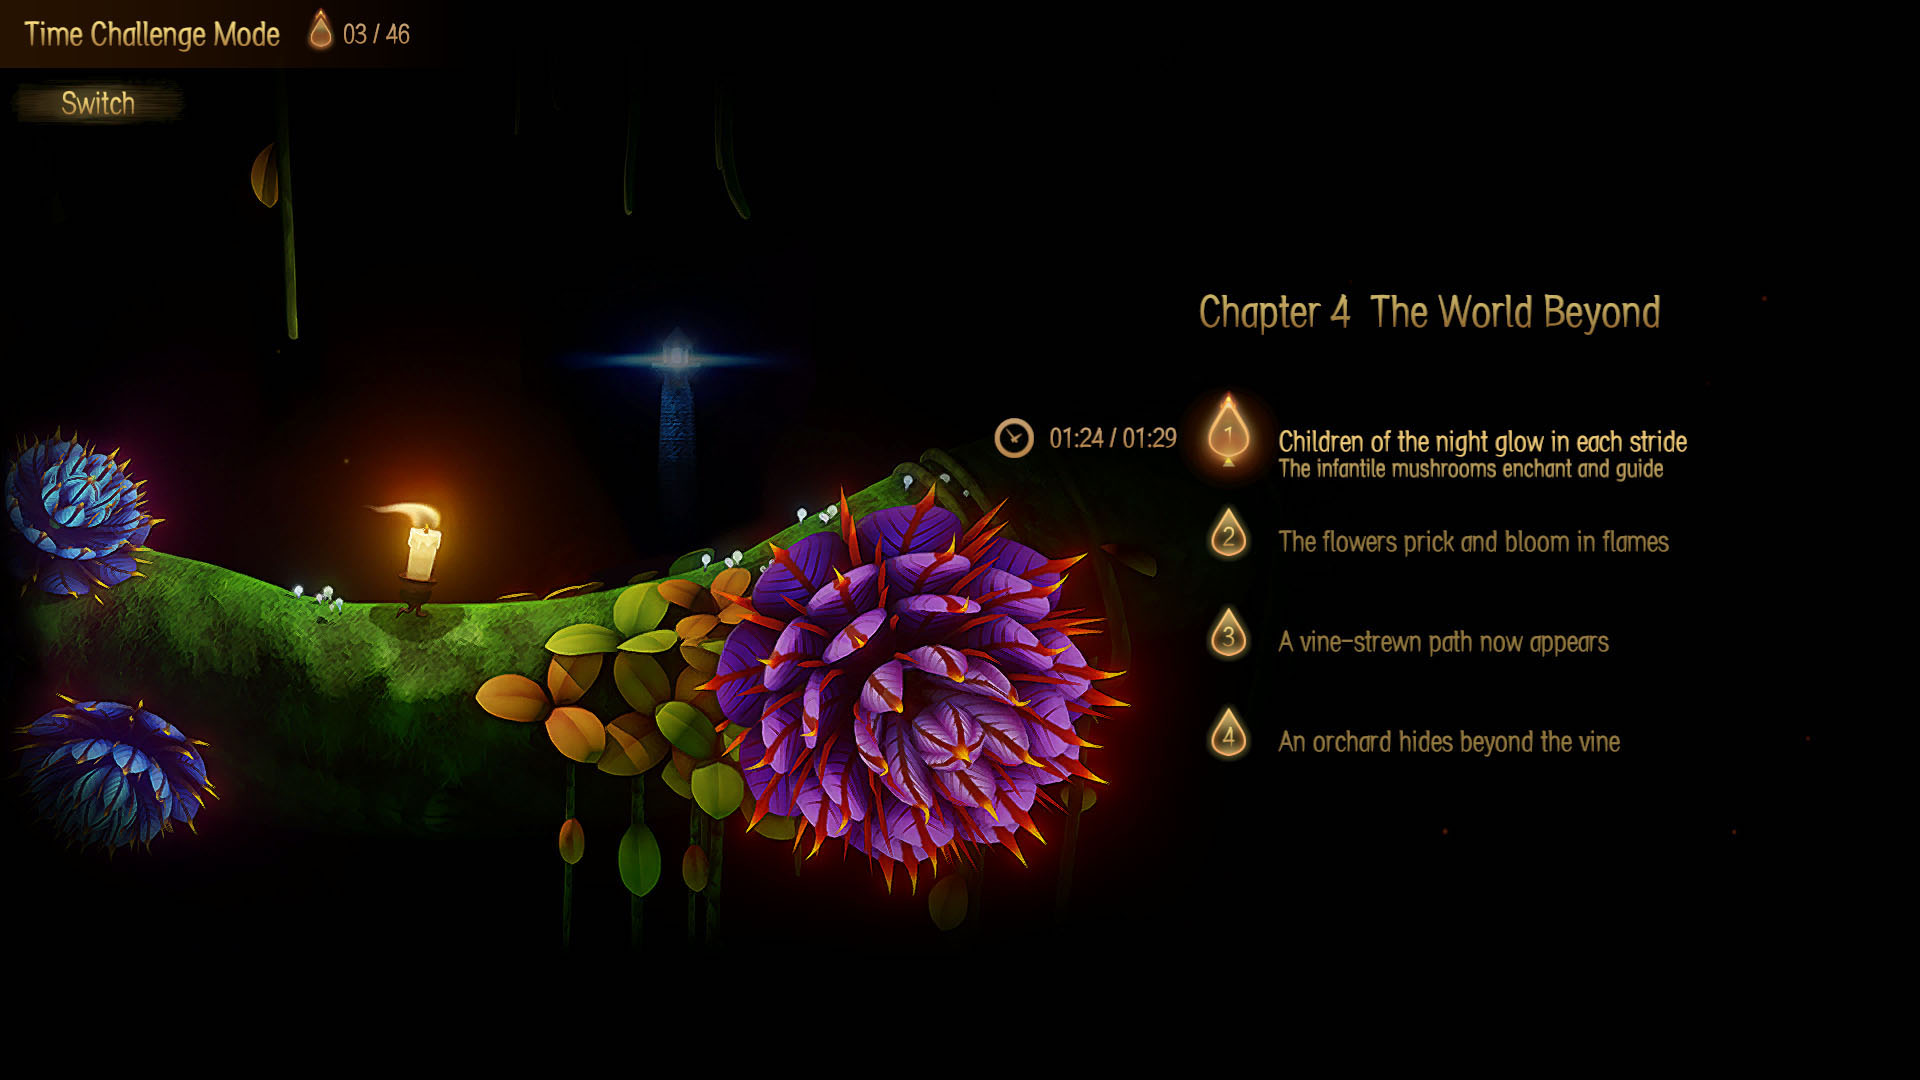 Time Challenge Mode 03 / 46
Switch
Chapter 4 The World Beyond
01:24 / 01:29
1 Children of the night glow in each stride
The infantile mushrooms enchant and guide
2 The flowers prick and bloom in flames
3 A vine-strewn path now appears
4 An orchard hides beyond the vine